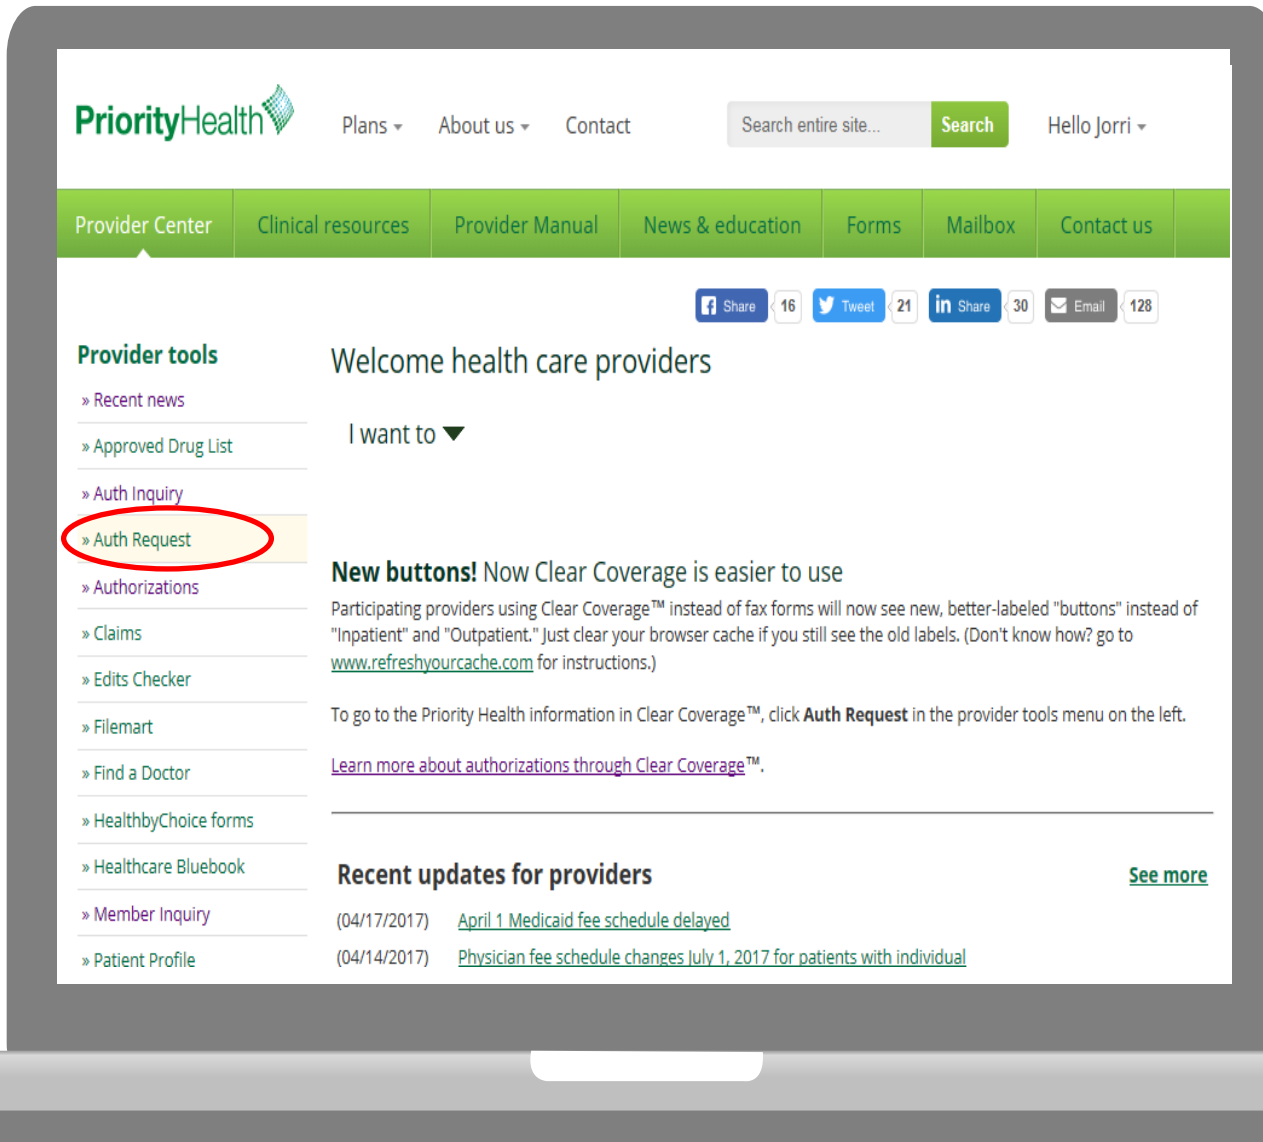 PriorityHealth
Plans
About us
Contact
Search entire site...
Search
Hello Jorri
Provider Center
Clinical resources
Provider Manual
News & education
Forms
Mailbox
Contact us
Share 16
Tweet 21
in Share 30
Email 128
Provider tools
» Recent news
» Approved Drug List
» Auth Inquiry
» Auth Request
» Authorizations
» Claims
» Edits Checker
» Filemart
» Find a Doctor
» HealthbyChoice forms
» Healthcare Bluebook
» Member Inquiry
» Patient Profile
Welcome health care providers
I want to
New buttons! Now Clear Coverage is easier to use
Participating providers using Clear Coverage™ instead of fax forms will now see new, better-labeled "buttons" instead of
"Inpatient" and "Outpatient." Just clear your browser cache if you still see the old labels. (Don't know how? go to
www.refreshyourcache.com for instructions.)
To go to the Priority Health information in Clear Coverage™, click Auth Request in the provider tools menu on the left.
Learn more about authorizations through Clear Coverage™.
Recent updates for providers
See more
(04/17/2017) April 1 Medicaid fee schedule delayed
(04/14/2017) Physician fee schedule changes July 1, 2017 for patients with individual